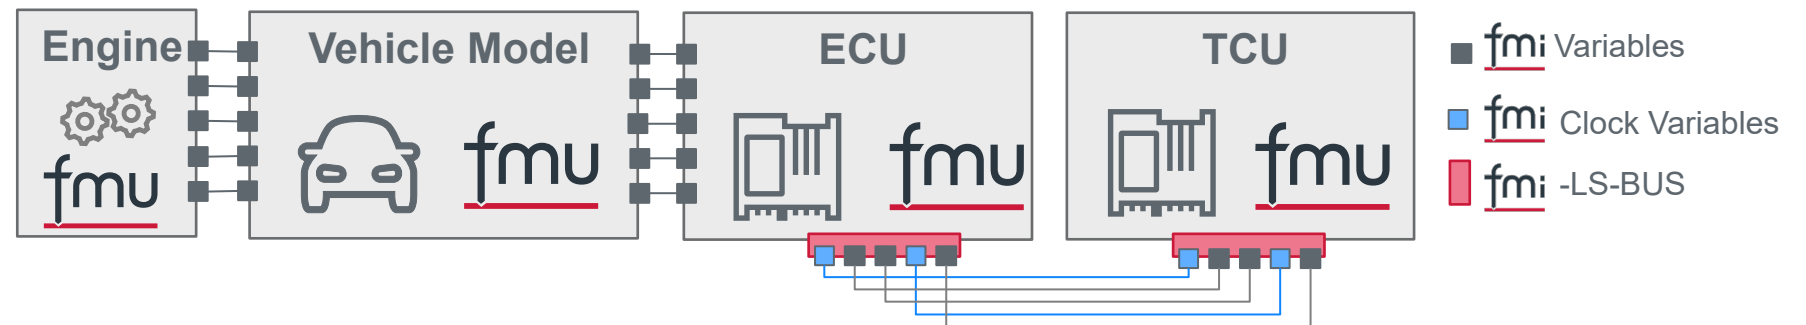 Engine
fmu
Vehicle Model
fmu
ECU
fmu
TCU
fmu
fmi Variables
fmi Clock Variables
fmi -LS-BUS